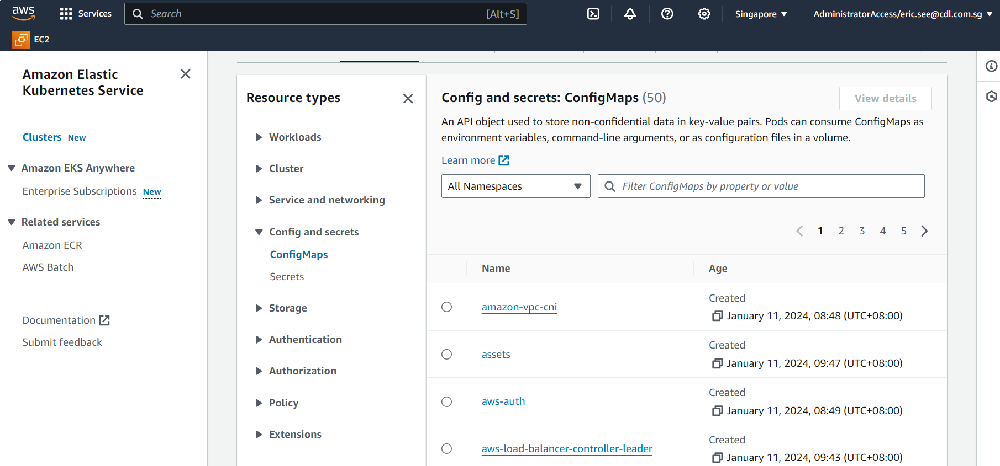 aws
Services
Search
[Alt+S]
Singapore
AdministratorAccess/eric.see@cdl.com.sg
EC2
Amazon Elastic
Kubernetes Service
Clusters New
Amazon EKS Anywhere
Enterprise Subscriptions New
Related services
Amazon ECR
AWS Batch
Documentation
Submit feedback
Resource types
Workloads
Cluster
Service and networking
Config and secrets
ConfigMaps
Secrets
Storage
Authentication
Authorization
Policy
Extensions
Config and secrets: ConfigMaps (50)
View details
An API object used to store non-confidential data in key-value pairs. Pods can consume ConfigMaps as
environment variables, command-line arguments, or as configuration files in a volume.
Learn more
All Namespaces
Filter ConfigMaps by property or value
1 2 3 4 5
Name Age
amazon-vpc-cni
Created
January 11, 2024, 08:48 (UTC+08:00)
assets
Created
January 11, 2024, 09:47 (UTC+08:00)
aws-auth
Created
January 11, 2024, 08:49 (UTC+08:00)
aws-load-balancer-controller-leader
Created
January 11, 2024, 09:43 (UTC+08:00)